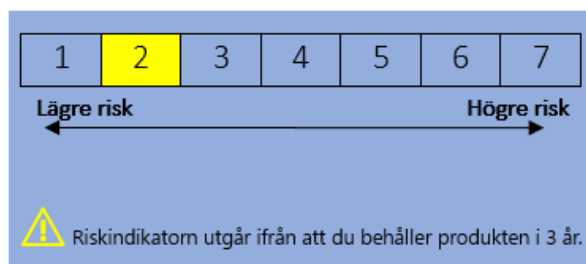 1 2 3 4 5 6 7
Lägre risk Högre risk
Riskindikatorn utgår ifrån att du behåller produkten i 3 år.